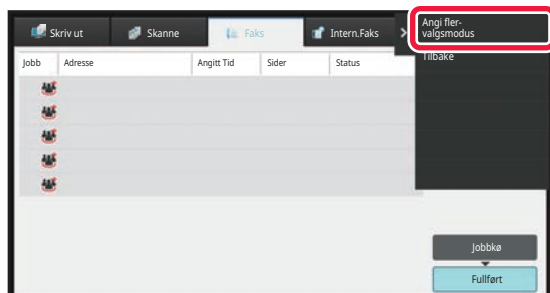 Skriv ut
Skanne
Faks
Intern.Faks
Angi fler-
valgsmodus
Tilbake
Jobb
Adresse
Angitt Tid
Sider
Status
Jobbkø
Fullført